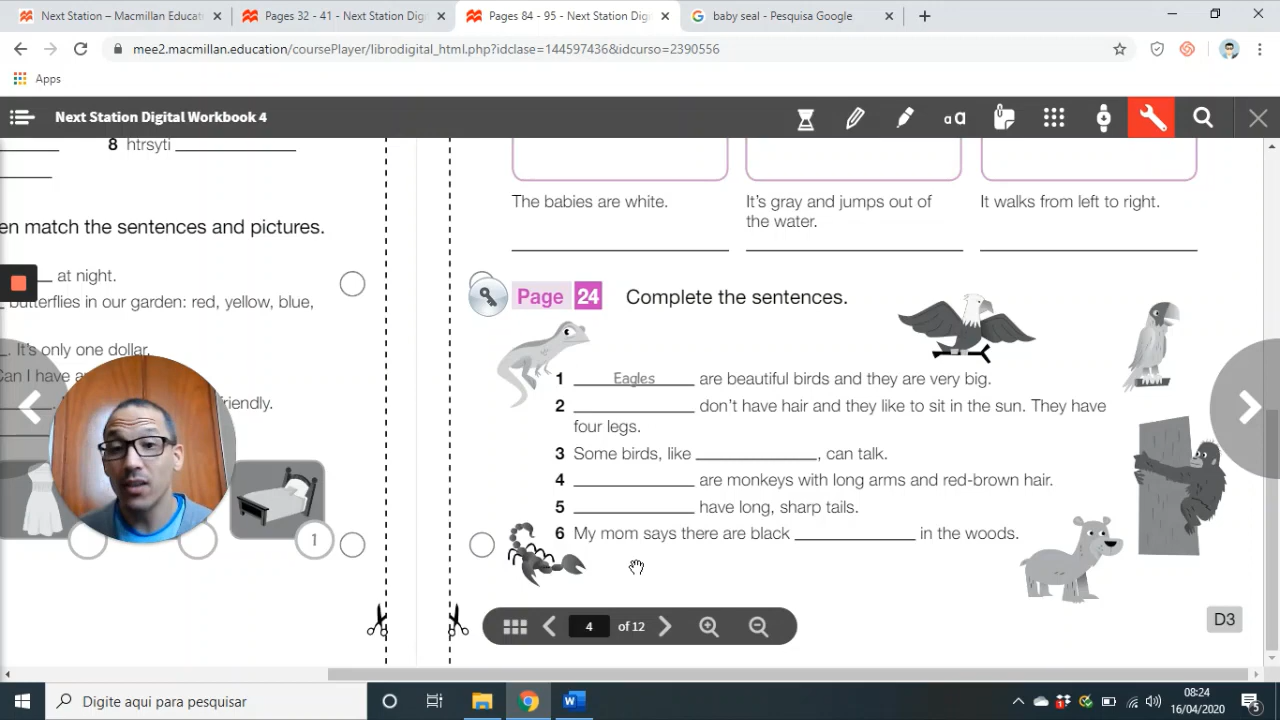 Next Station – Macmillan Educat
Pages 32 - 41 - Next Station Dig
Pages 84 - 95 - Next Station Dig
baby seal - Pesquisa Google
mee2.macmillan.education/coursePlayer/librodigital_html.php?idclase=144597436&idcurso=2390556
Apps
Next Station Digital Workbook 4
aa
8 htrsyti
en match the sentences and pictures.
at night.
butterflies in our garden: red, yellow, blue,
. It's only one dollar.
Can I have a
friendly.
1
The babies are white.
It's gray and jumps out of
the water.
It walks from left to right.
Page 24 Complete the sentences.
1 Eagles are beautiful birds and they are very big.
2 ____________ don't have hair and they like to sit in the sun. They have
four legs.
3 Some birds, like ____________, can talk.
4 ____________ are monkeys with long arms and red-brown hair.
5 ____________ have long, sharp tails.
6 My mom says there are black ____________ in the woods.
4 of 12
D3
Digite aqui para pesquisar
08:24
16/04/2020
5